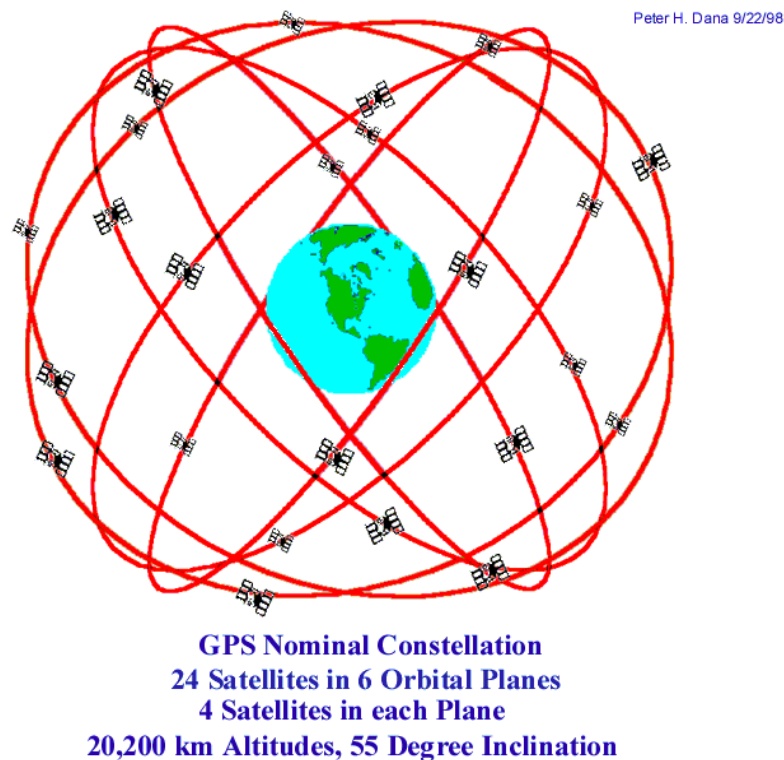 Peter H. Dana 9/22/98
GPS Nominal Constellation
24 Satellites in 6 Orbital Planes
4 Satellites in each Plane
20,200 km Altitudes, 55 Degree Inclination